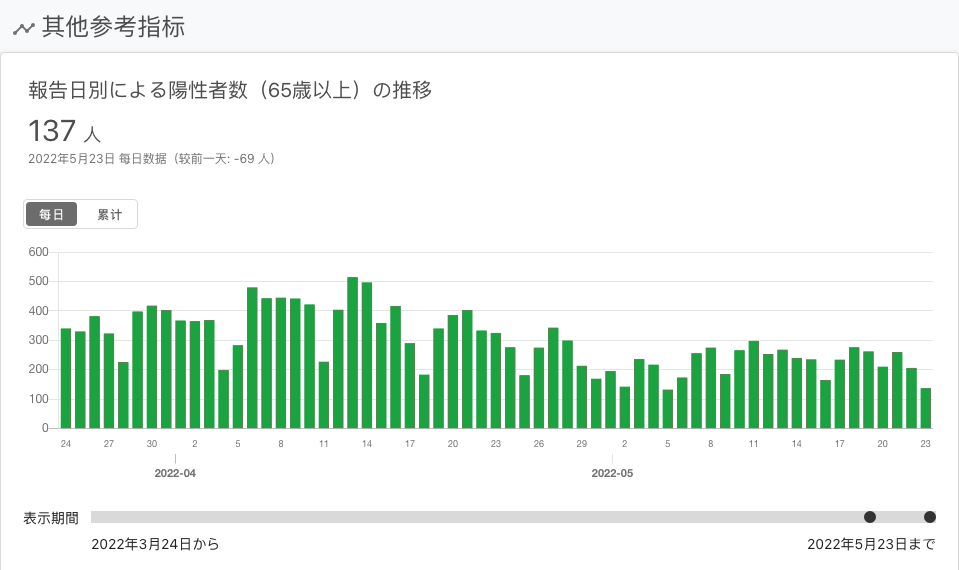 其他参考指标
報告日別による陽性者数（65歳以上）の推移
137 人
2022年5月23日 每日数据（较前一天: -69 人）
每日 累计
600
500
400
300
200
100
0
24 27 30 2 5 8 11 14 17 20 23 26 29 2 5 8 11 14 17 20 23
2022-04 2022-05
表示期間
2022年3月24日から 2022年5月23日まで